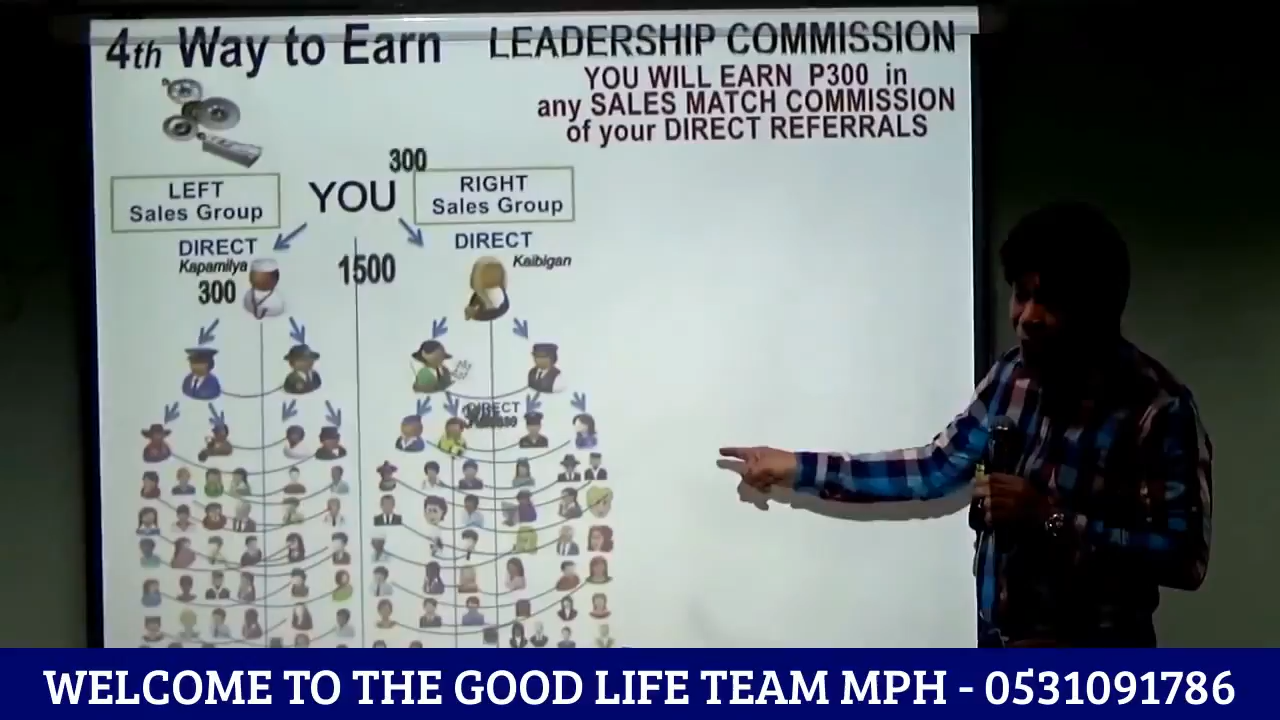 4th Way to Earn
LEADERSHIP COMMISSION
YOU WILL EARN P300 in
any SALES MATCH COMMISSION
of your DIRECT REFERRALS
300
LEFT
Sales Group
YOU
RIGHT
Sales Group
DIRECT
Kapamilya
300
1500
DIRECT
Kaibigan
DIRECT
WELCOME TO THE GOOD LIFE TEAM MPH - 0531091786